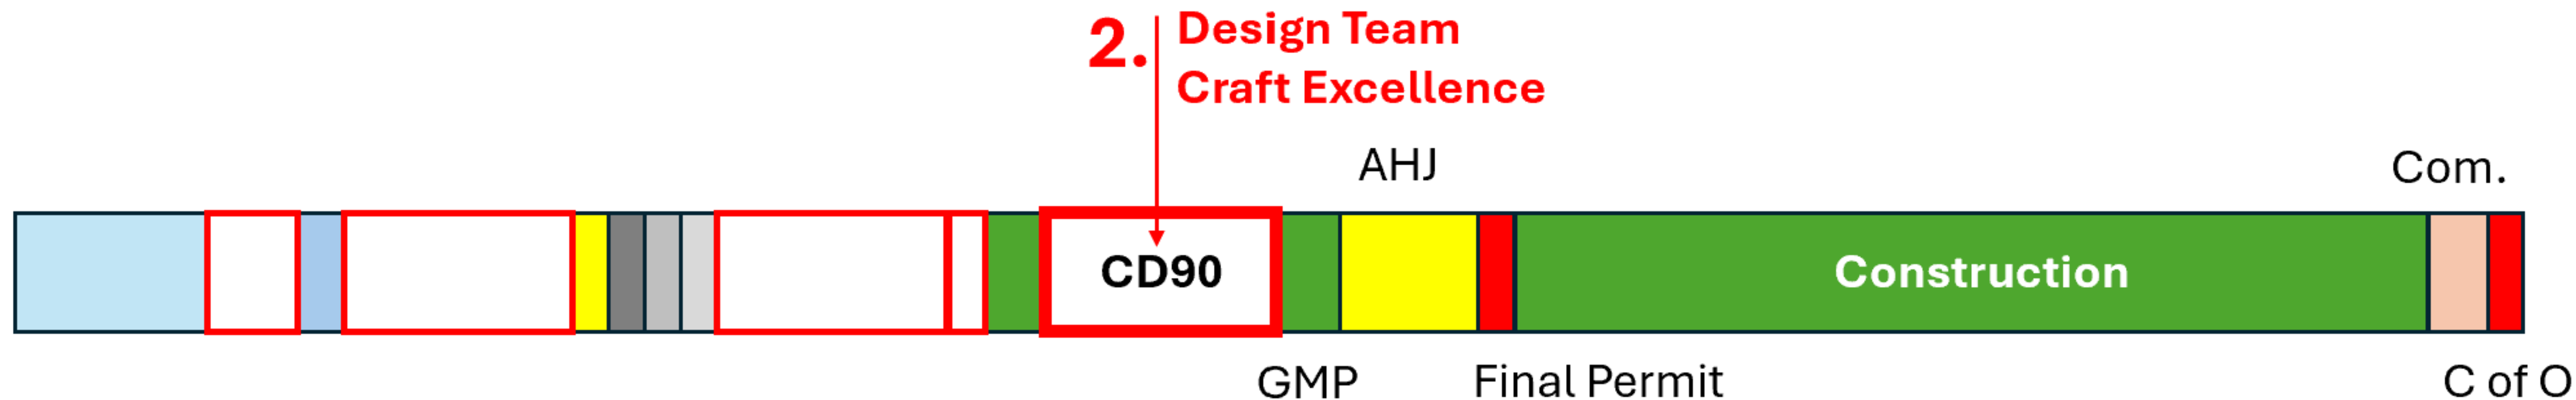 2.
Design Team
Craft Excellence
AHJ
Com.
CD90
Construction
GMP
Final Permit
C of O